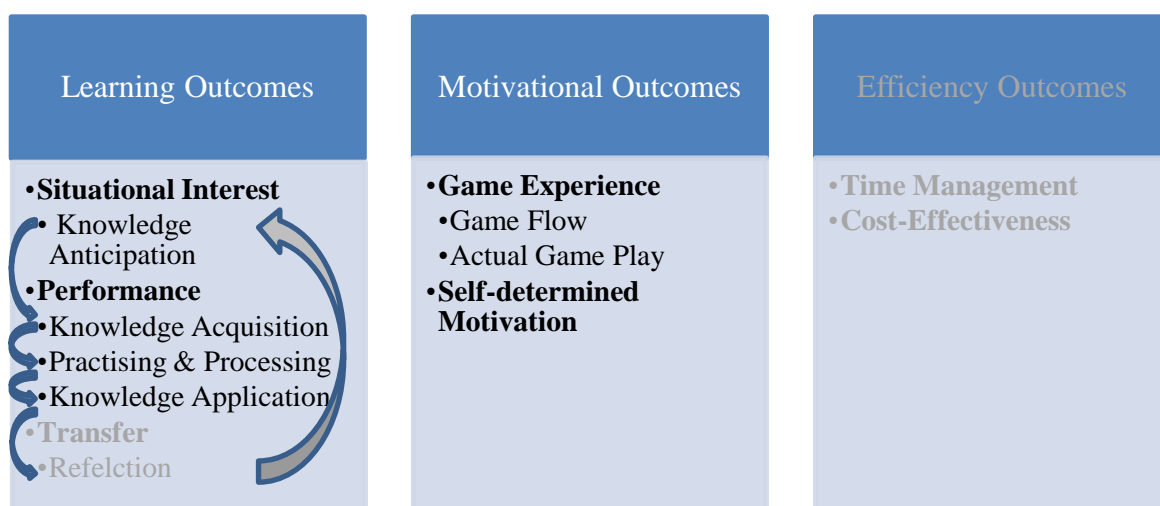 Learning Outcomes
•Situational Interest
• Knowledge
Anticipation
•Performance
•Knowledge Acquisition
•Practising & Processing
•Knowledge Application
•Transfer
•Refelction
Motivational Outcomes
•Game Experience
•Game Flow
•Actual Game Play
•Self-determined
Motivation
Efficiency Outcomes
•Time Management
•Cost-Effectiveness